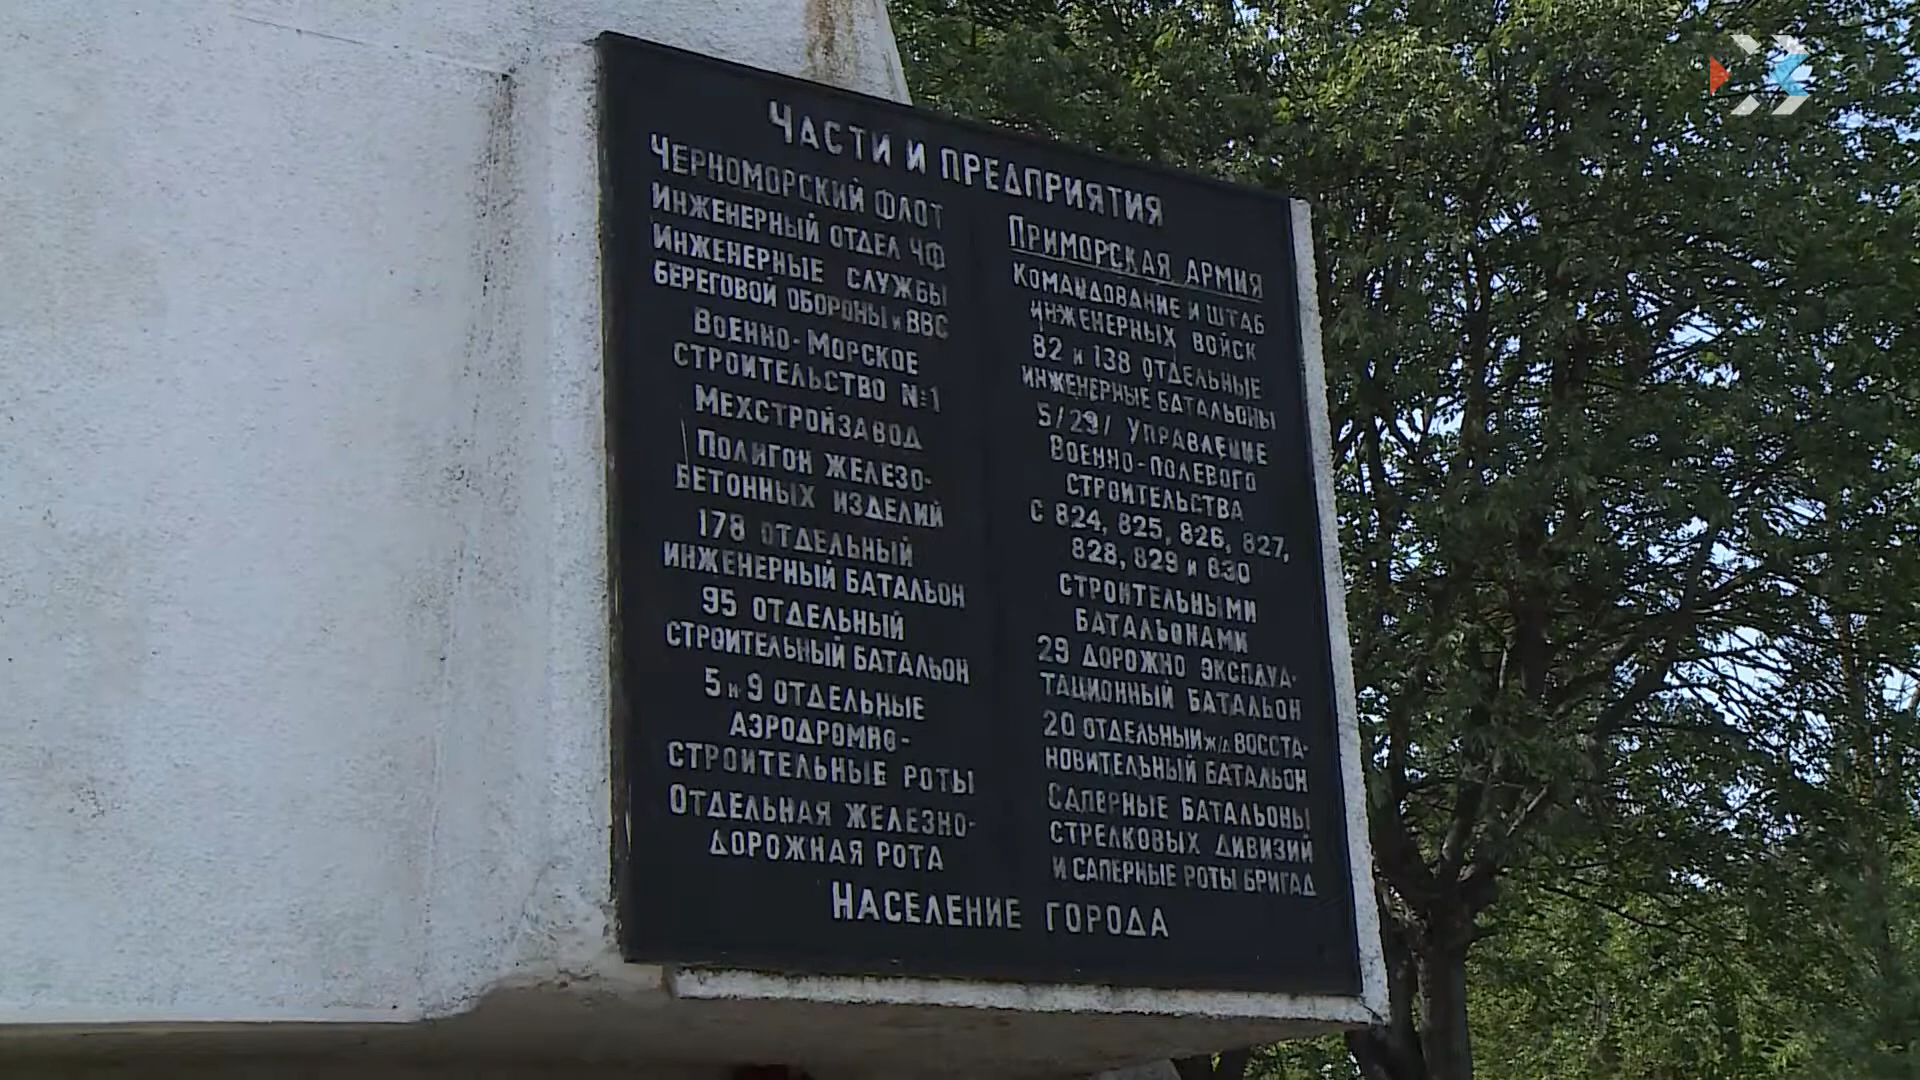 Части и предприятия
Черноморский флот
Инженерный отдел ЧФ
Инженерные службы
береговой обороны и ВВС
Военно-морское
строительство №1
Мехстройзавод
Полигон железо-
бетонных изделий
178 отдельный
инженерный батальон
95 отдельный
строительный батальон
5 и 9 отдельные
аэродромно-
строительные роты
Отдельная железно-
дорожная рота
Приморская армия
Командование и штаб
инженерных войск
82 и 138 отдельные
инженерные батальоны
5/29/ Управление
Военно-полевого
строительства
с 824, 825, 826, 827,
828, 829 и 830
строительными
батальонами
29 дорожно эксплуа-
тационный батальон
20 отдельный ж/д восста-
новительный батальон
Саперные батальоны
стрелковых дивизий
и саперные роты бригад
Население города